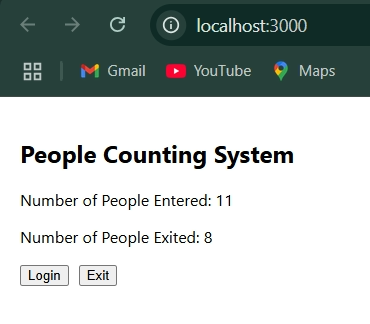 localhost:3000
Gmail YouTube Maps
People Counting System
Number of People Entered: 11
Number of People Exited: 8
Login Exit